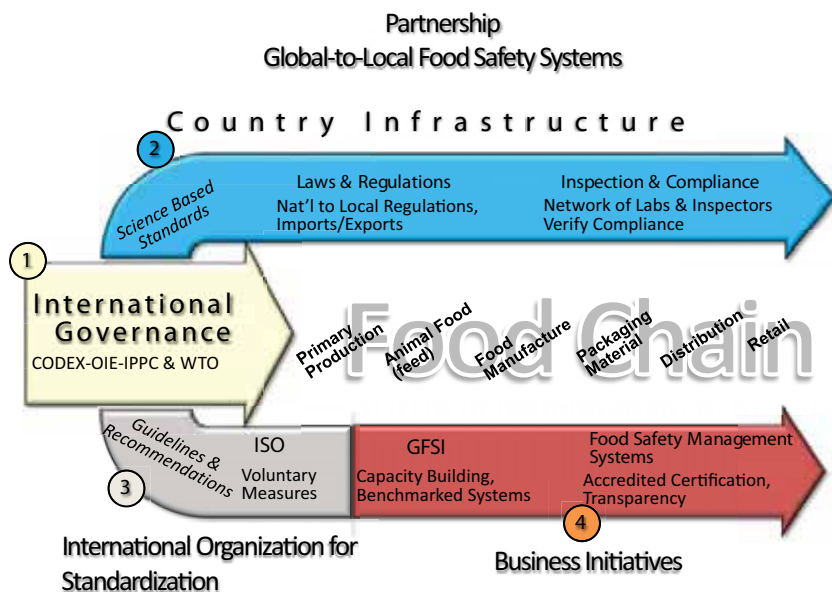 Partnership
Global-to-Local Food Safety Systems
Country Infrastructure
2
Science Based
Standards
Laws & Regulations
Nat'l to Local Regulations,
Imports/Exports
Inspection & Compliance
Network of Labs & Inspectors
Verify Compliance
1
International
Governance
CODEX-OIE-IPPC & WTO
Food Chain
Primary
Production
Animal Food
(feed)
Food
Manufacture
Packaging
Material
Distribution
Retail
Guidelines &
Recommendations
3
ISO
Voluntary
Measures
GFSI
Capacity Building,
Benchmarked Systems
Food Safety Management
Systems
Accredited Certification,
Transparency
4
International Organization for
Standardization
Business Initiatives